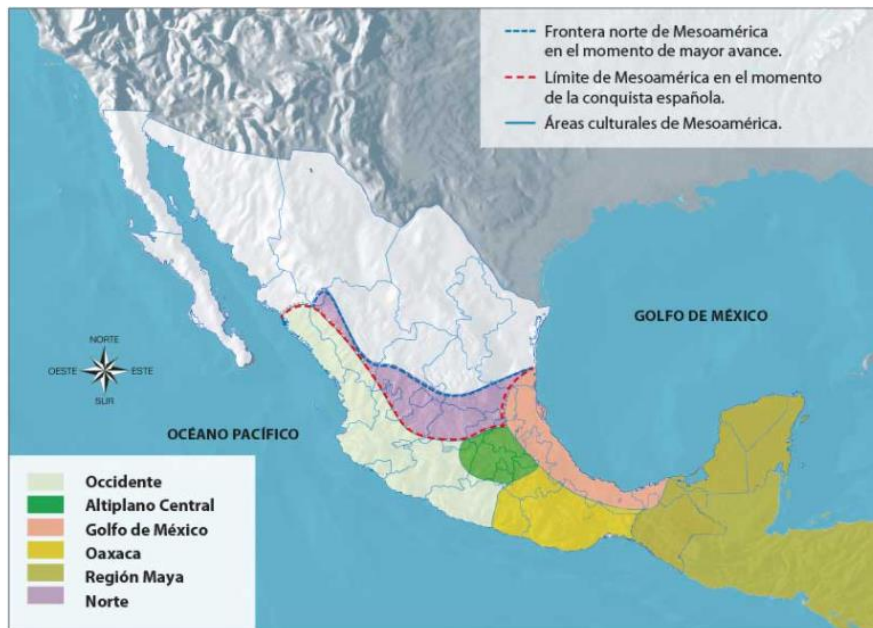 Frontera norte de Mesoamérica
en el momento de mayor avance.
Límite de Mesoamérica en el momento
de la conquista española.
Áreas culturales de Mesoamérica.
GOLFO DE MÉXICO
NORTE
OESTE
ESTE
SUR
OCÉANO PACÍFICO
Occidente
Altiplano Central
Golfo de México
Oaxaca
Región Maya
Norte